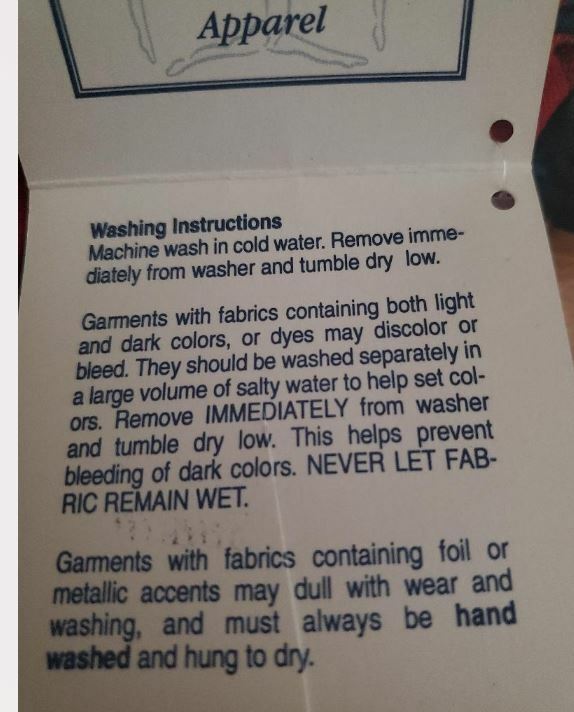 Apparel
Washing Instructions
Machine wash in cold water. Remove imme-
diately from washer and tumble dry low.
Garments with fabrics containing both light
and dark colors, or dyes may discolor or
bleed. They should be washed separately in
a large volume of salty water to help set col-
ors. Remove IMMEDIATELY from washer
and tumble dry low. This helps prevent
bleeding of dark colors. NEVER LET FAB-
RIC REMAIN WET.
Garments with fabrics containing foil or
metallic accents may dull with wear and
washing, and must always be hand
washed and hung to dry.